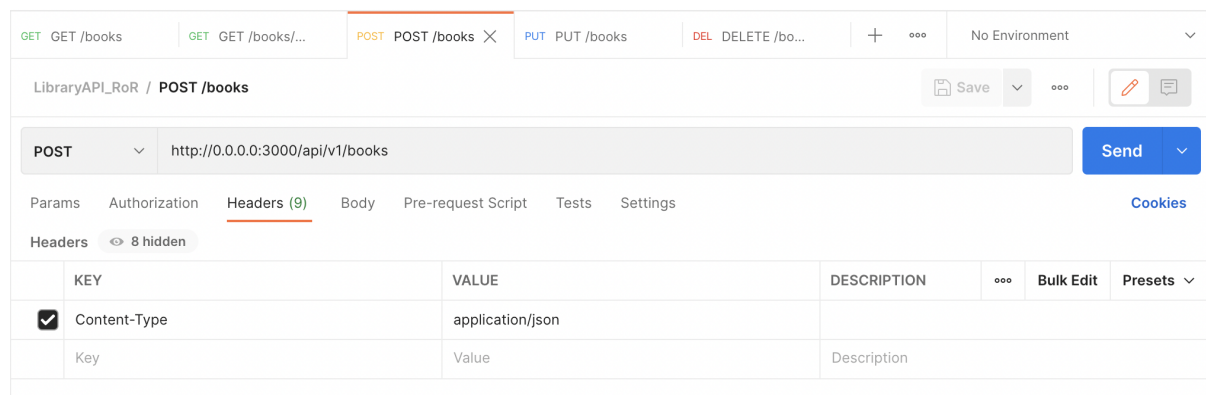 GET GET /books GET GET /books/... POST POST /books PUT PUT /books DEL DELETE /bo... No Environment
LibraryAPI_RoR / POST /books Save
POST http://0.0.0.0:3000/api/v1/books Send
Params Authorization Headers (9) Body Pre-request Script Tests Settings Cookies
Headers 8 hidden
KEY VALUE DESCRIPTION Bulk Edit Presets
Content-Type application/json
Key Value Description